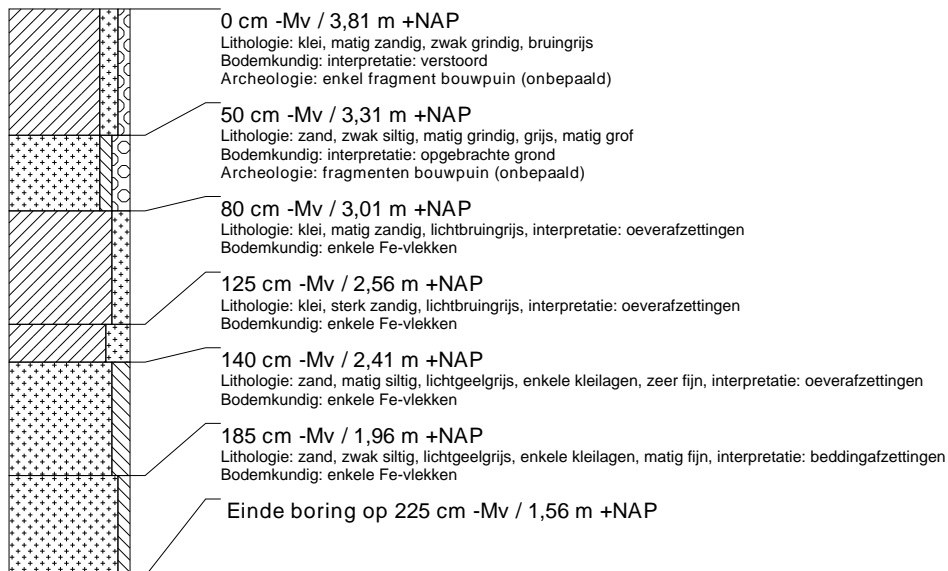 0 cm -Mv / 3,81 m +NAP
Lithologie: klei, matig zandig, zwak grindig, bruingrijs
Bodemkundig: interpretatie: verstoord
Archeologie: enkel fragment bouwpuin (onbepaald)
50 cm -Mv / 3,31 m +NAP
Lithologie: zand, zwak siltig, matig grindig, grijs, matig grof
Bodemkundig: interpretatie: opgebrachte grond
Archeologie: fragmenten bouwpuin (onbepaald)
80 cm -Mv / 3,01 m +NAP
Lithologie: klei, matig zandig, lichtbruingrijs, interpretatie: oeverafzettingen
Bodemkundig: enkele Fe-vlekken
125 cm -Mv / 2,56 m +NAP
Lithologie: klei, sterk zandig, lichtbruingrijs, interpretatie: oeverafzettingen
Bodemkundig: enkele Fe-vlekken
140 cm -Mv / 2,41 m +NAP
Lithologie: zand, matig siltig, lichtgeelgrijs, enkele kleilagen, zeer fijn, interpretatie: oeverafzettingen
Bodemkundig: enkele Fe-vlekken
185 cm -Mv / 1,96 m +NAP
Lithologie: zand, zwak siltig, lichtgeelgrijs, enkele kleilagen, matig fijn, interpretatie: beddingafzettingen
Bodemkundig: enkele Fe-vlekken
Einde boring op 225 cm -Mv / 1,56 m +NAP